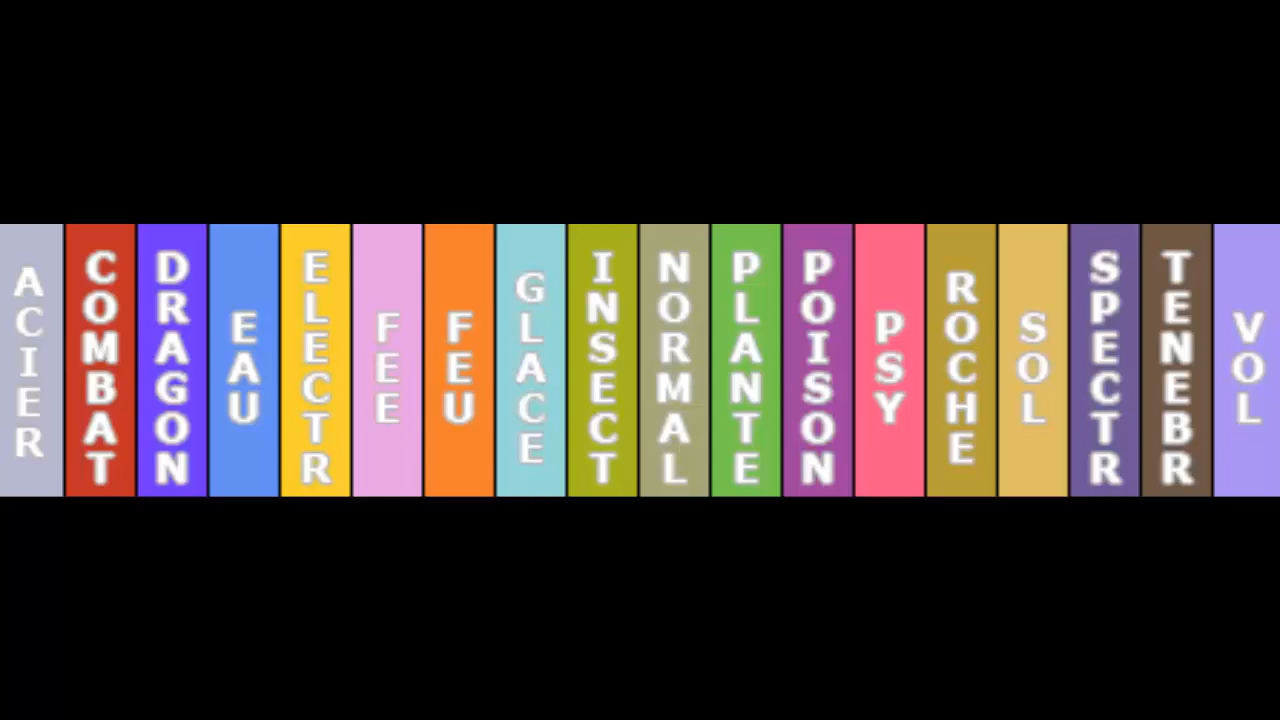 ACIER
COMBAT
DRAGON
EAU
ELECTR
FEE
FEU
GLACE
INSECT
NORMAL
PLANTE
POISON
PSY
ROCHE
SOL
SPECTR
TENEBR
VOL